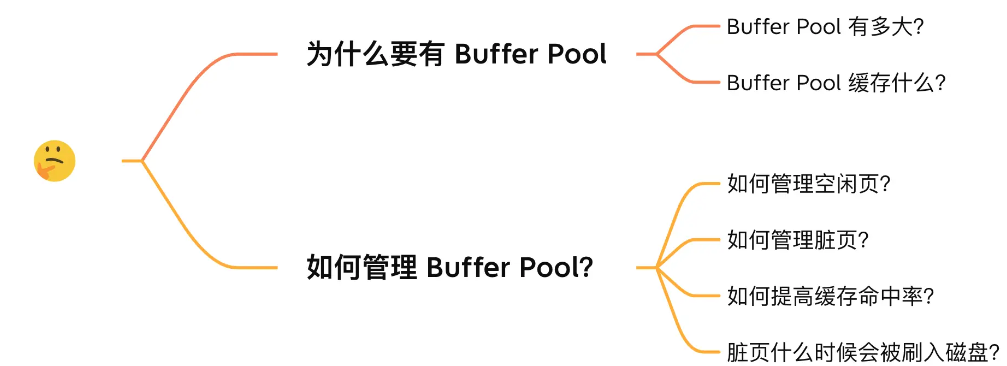 为什么要有 Buffer Pool
Buffer Pool 有多大?
Buffer Pool 缓存什么?
如何管理 Buffer Pool?
如何管理空闲页?
如何管理脏页?
如何提高缓存命中率?
脏页什么时候会被刷入磁盘?